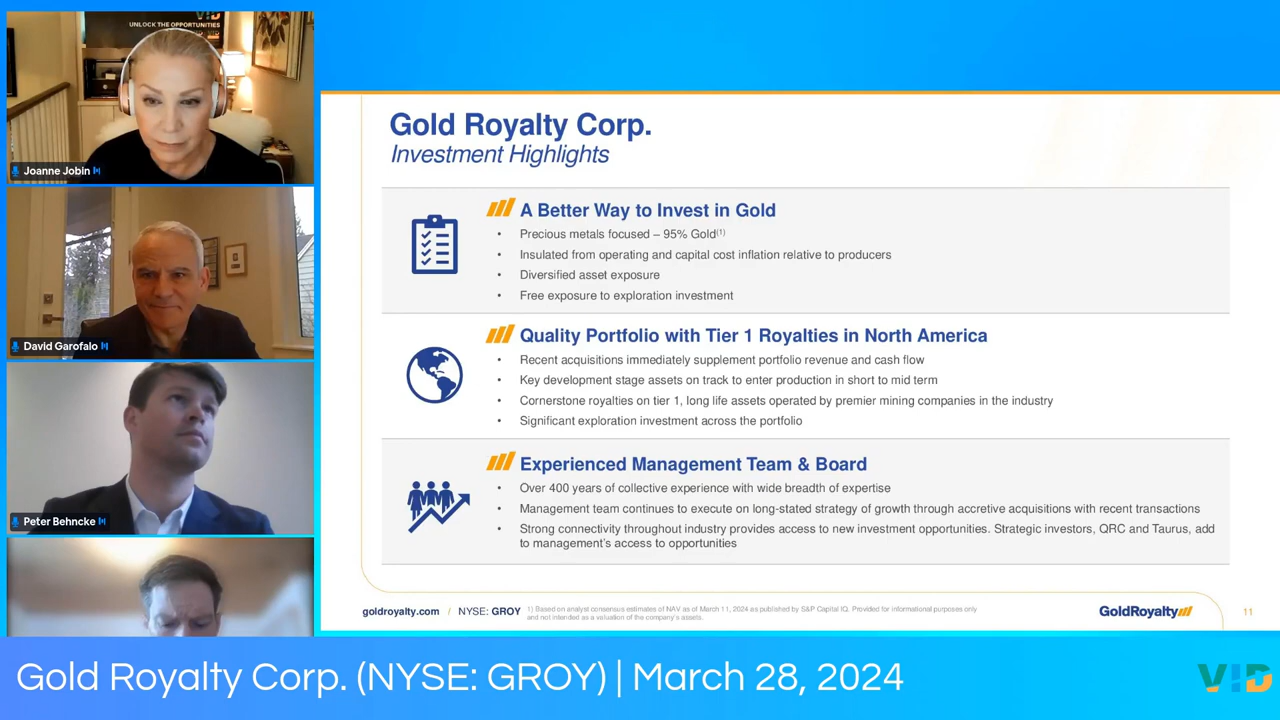 UNLOCK THE OPPORTUNITIES
Joanne Jobin
David Garofalo
Peter Behncke
Gold Royalty Corp.
Investment Highlights
A Better Way to Invest in Gold
• Precious metals focused – 95% Gold(1)
• Insulated from operating and capital cost inflation relative to producers
• Diversified asset exposure
• Free exposure to exploration investment
Quality Portfolio with Tier 1 Royalties in North America
• Recent acquisitions immediately supplement portfolio revenue and cash flow
• Key development stage assets on track to enter production in short to mid term
• Cornerstone royalties on tier 1, long life assets operated by premier mining companies in the industry
• Significant exploration investment across the portfolio
Experienced Management Team & Board
• Over 400 years of collective experience with wide breadth of expertise
• Management team continues to execute on long-stated strategy of growth through accretive acquisitions with recent transactions
• Strong connectivity throughout industry provides access to new investment opportunities. Strategic investors, QRC and Taurus, add
to management's access to opportunities
goldroyalty.com / NYSE: GROY
1) Based on analyst consensus estimates of NAV as of March 11, 2024 as published by S&P Capital IQ. Provided for informational purposes only
and not intended as a valuation of the company's assets.
GoldRoyalty
11
Gold Royalty Corp. (NYSE: GROY) | March 28, 2024
VID